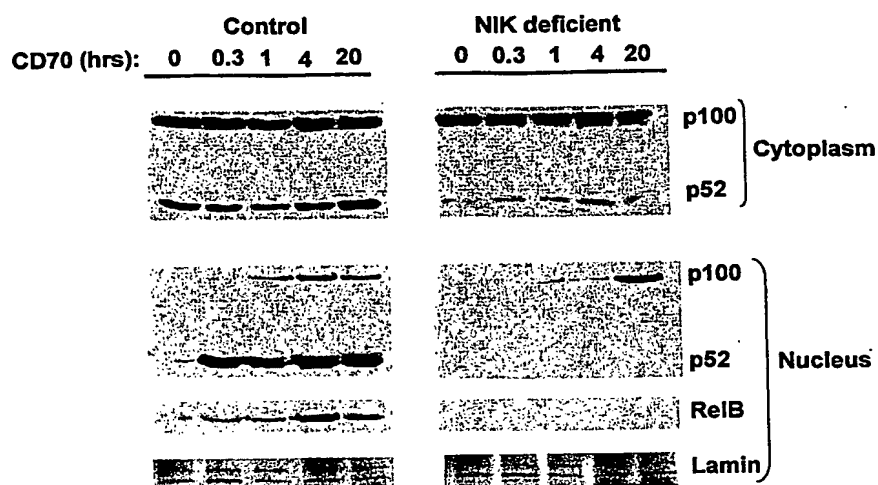 Control NIK deficient
CD70 (hrs): 0 0.3 1 4 20 0 0.3 1 4 20
p100
Cytoplasm
p52
p100
p52 Nucleus
RelB
Lamin